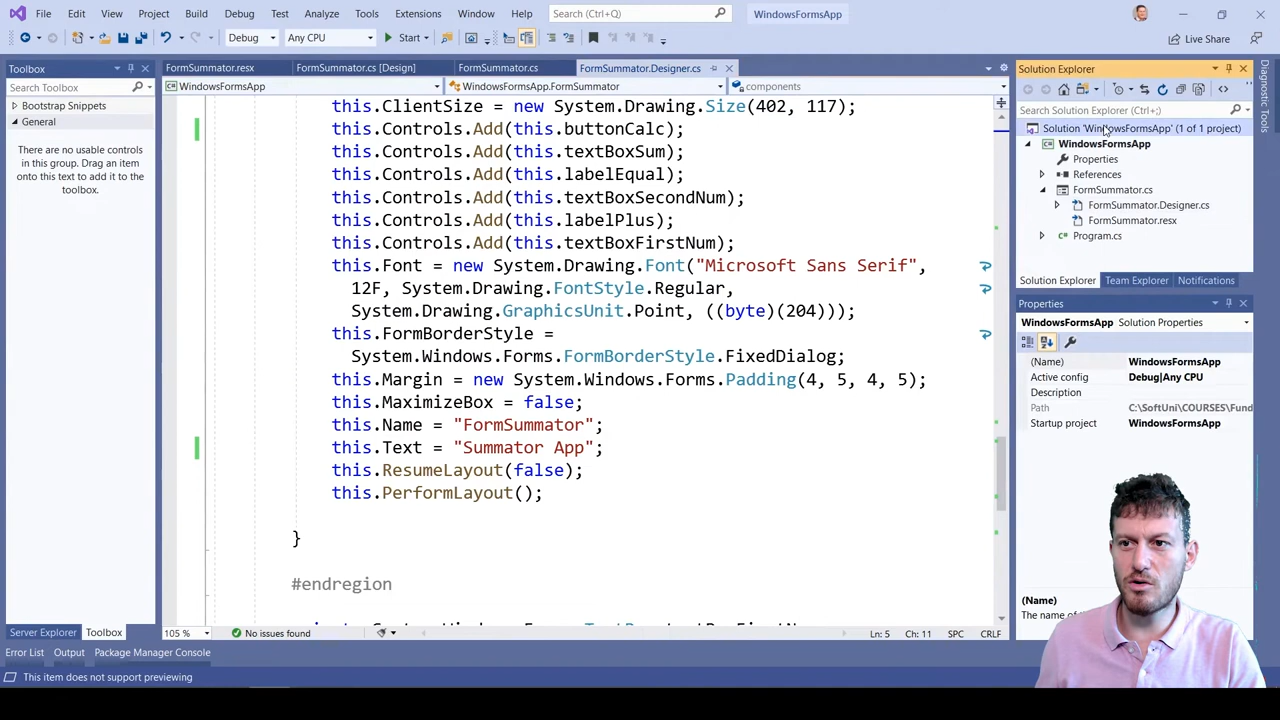 File Edit View Project Build Debug Test Analyze Tools Extensions Window Help Search (Ctrl+Q) WindowsFormsApp
Debug Any CPU Start Live Share
Toolbox
Search Toolbox
Bootstrap Snippets
General
There are no usable controls
in this group. Drag an item
onto this text to add it to the
toolbox.
Server Explorer Toolbox
FormSummator.resx FormSummator.cs [Design] FormSummator.cs FormSummator.Designer.cs
WindowsFormsApp WindowsFormsApp.FormSummator components
this.ClientSize = new System.Drawing.Size(402, 117);
this.Controls.Add(this.buttonCalc);
this.Controls.Add(this.textBoxSum);
this.Controls.Add(this.labelEqual);
this.Controls.Add(this.textBoxSecondNum);
this.Controls.Add(this.labelPlus);
this.Controls.Add(this.textBoxFirstNum);
this.Font = new System.Drawing.Font("Microsoft Sans Serif",
12F, System.Drawing.FontStyle.Regular,
System.Drawing.GraphicsUnit.Point, ((byte)(204)));
this.FormBorderStyle =
System.Windows.Forms.FormBorderStyle.FixedDialog;
this.Margin = new System.Windows.Forms.Padding(4, 5, 4, 5);
this.MaximizeBox = false;
this.Name = "FormSummator";
this.Text = "Summator App";
this.ResumeLayout(false);
this.PerformLayout();
}
#endregion
105 % No issues found Ln: 5 Ch: 11 SPC CRLF
Solution Explorer
Search Solution Explorer (Ctrl+;)
Solution 'WindowsFormsApp' (1 of 1 project)
WindowsFormsApp
Properties
References
FormSummator.cs
FormSummator.Designer.cs
FormSummator.resx
Program.cs
Solution Explorer Team Explorer Notifications
Properties
WindowsFormsApp Solution Properties
(Name) WindowsFormsApp
Active config Debug|Any CPU
Description
Path C:\SoftUni\COURSES\Fund
Startup project WindowsFormsApp
(Name)
The name of
Diagnostic Tools
Error List Output Package Manager Console
This item does not support previewing